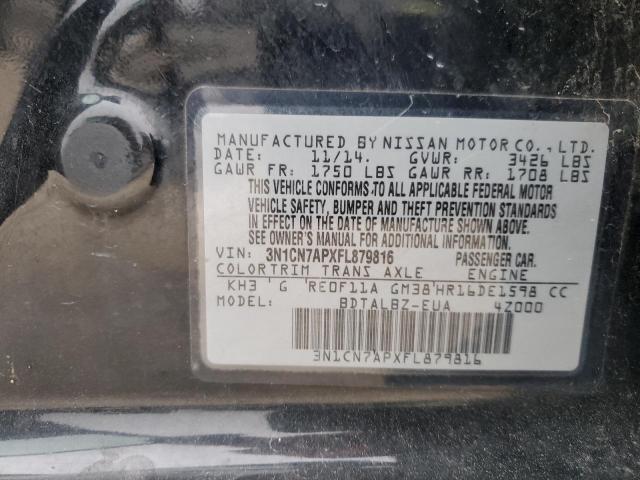 MANUFACTURED BY NISSAN MOTOR CO., LTD.
DATE: 11/14. GVWR: 3426 LBS
GAWR FR: 1750 LBS GAWR RR: 1708 LBS
THIS VEHICLE CONFORMS TO ALL APPLICABLE FEDERAL MOTOR
VEHICLE SAFETY, BUMPER AND THEFT PREVENTION STANDARDS
IN EFFECT ON THE DATE OF MANUFACTURE SHOWN ABOVE.
SEE OWNER'S MANUAL FOR ADDITIONAL INFORMATION.
VIN: 3N1CN7APXFL879816 PASSENGER CAR.
COLOR TRIM TRANS AXLE ENGINE
KH3 ' G 'RE0F11A GM38'HR16DE1598 CC
MODEL: BDTALBZ-EUA 4Z000
3N1CN7APXFL879816